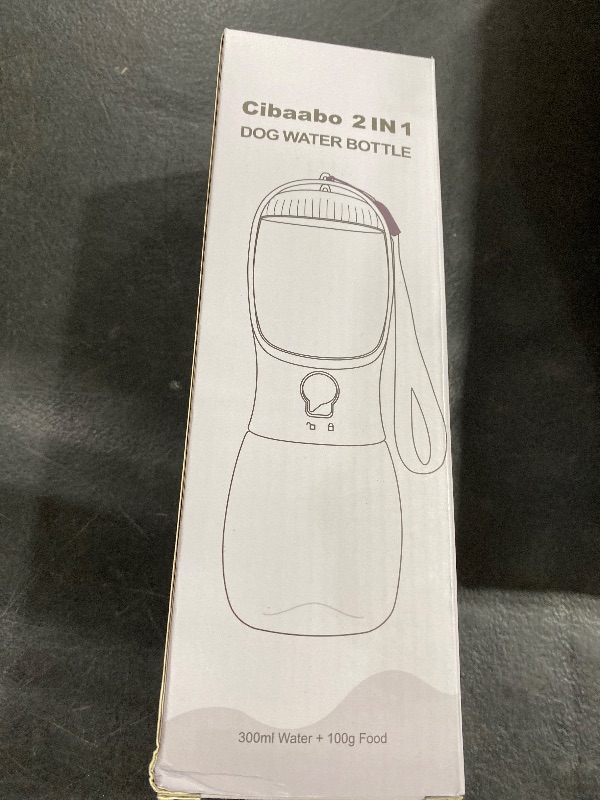 Cibaabo 2 IN 1
DOG WATER BOTTLE
300ml Water + 100g Food